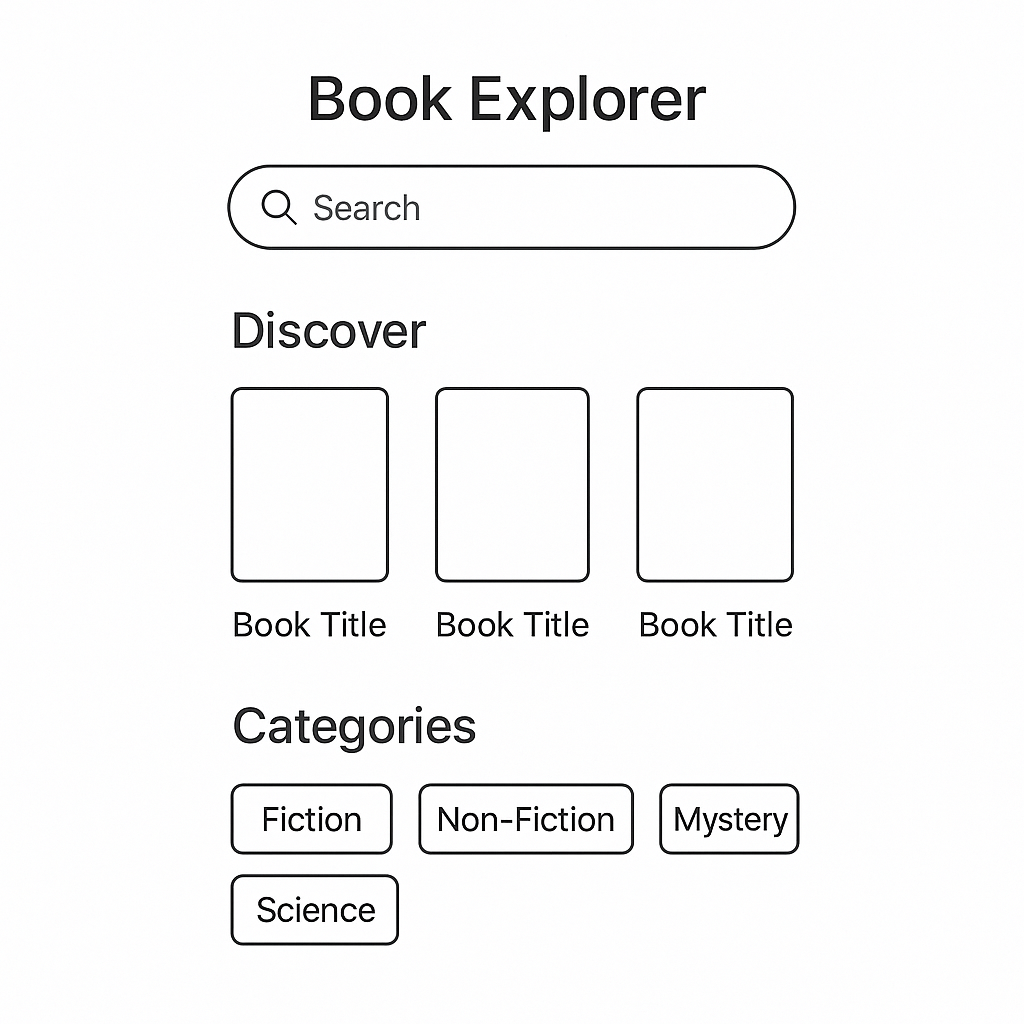 Book Explorer
Search
Discover
Book Title Book Title Book Title
Categories
Fiction Non-Fiction Mystery
Science